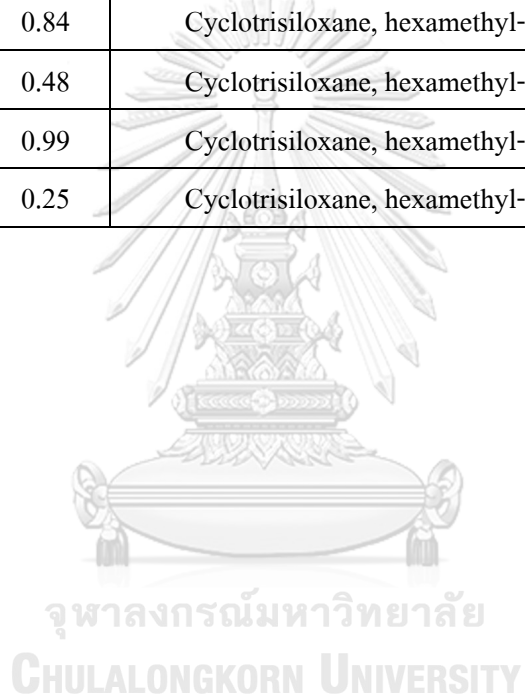 0.84 Cyclotrisiloxane, hexamethyl-
0.48 Cyclotrisiloxane, hexamethyl-
0.99 Cyclotrisiloxane, hexamethyl-
0.25 Cyclotrisiloxane, hexamethyl-
จุฬาลงกรณ์มหาวิทยาลัย
CHULALONGKORN UNIVERSITY